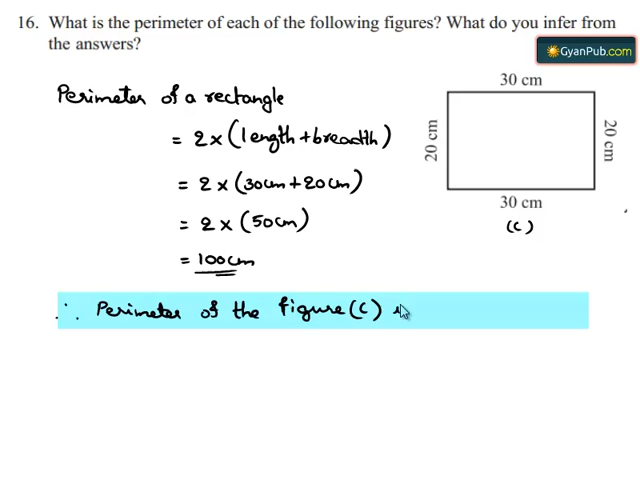 16. What is the perimeter of each of the following figures? What do you infer from
the answers?
GyanPub.com
30 cm
Perimeter of a rectangle
= 2 × (length + breadth)
20 cm
20 cm
= 2 × (30cm + 20cm)
30 cm
= 2 × (50cm)
(C)
= 100cm
∴ Perimeter of the figure (C)